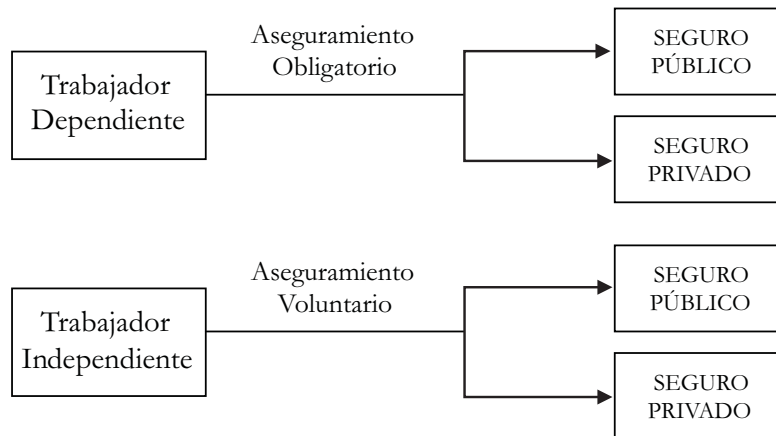 Aseguramiento
Obligatorio
Trabajador
Dependiente
SEGURO
PÚBLICO
SEGURO
PRIVADO
Aseguramiento
Voluntario
Trabajador
Independiente
SEGURO
PÚBLICO
SEGURO
PRIVADO